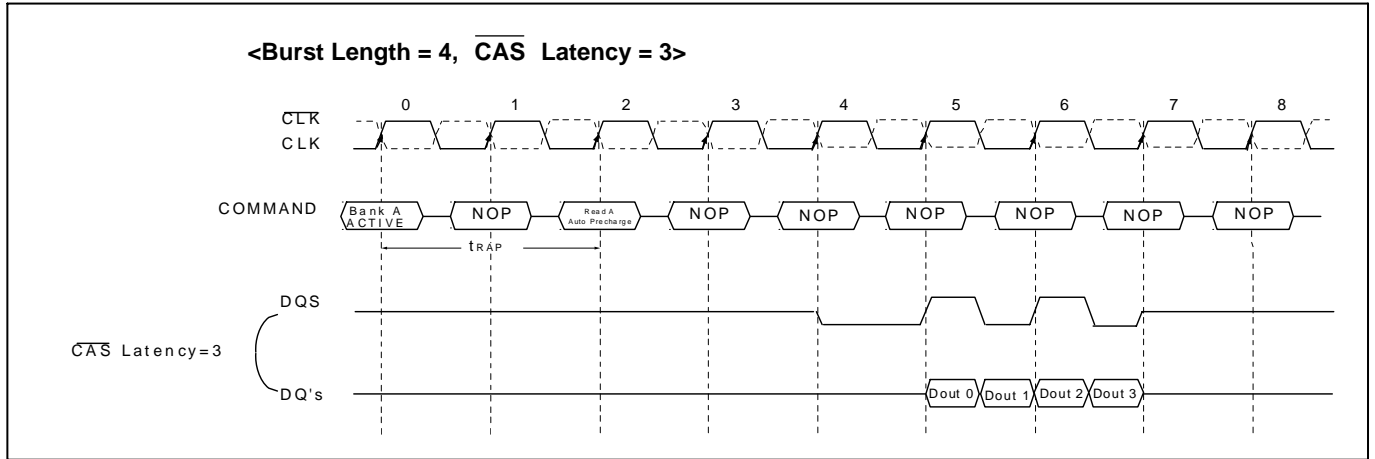 <Burst Length = 4, CAS Latency = 3>
0 1 2 3 4 5 6 7 8
CLK
CLK
COMMAND
Bank A
ACTIVE
NOP
Read A
Auto Precharge
NOP
NOP
NOP
NOP
NOP
NOP
tRAP
DQS
CAS Latency=3
DQ's
Dout 0 Dout 1 Dout 2 Dout 3